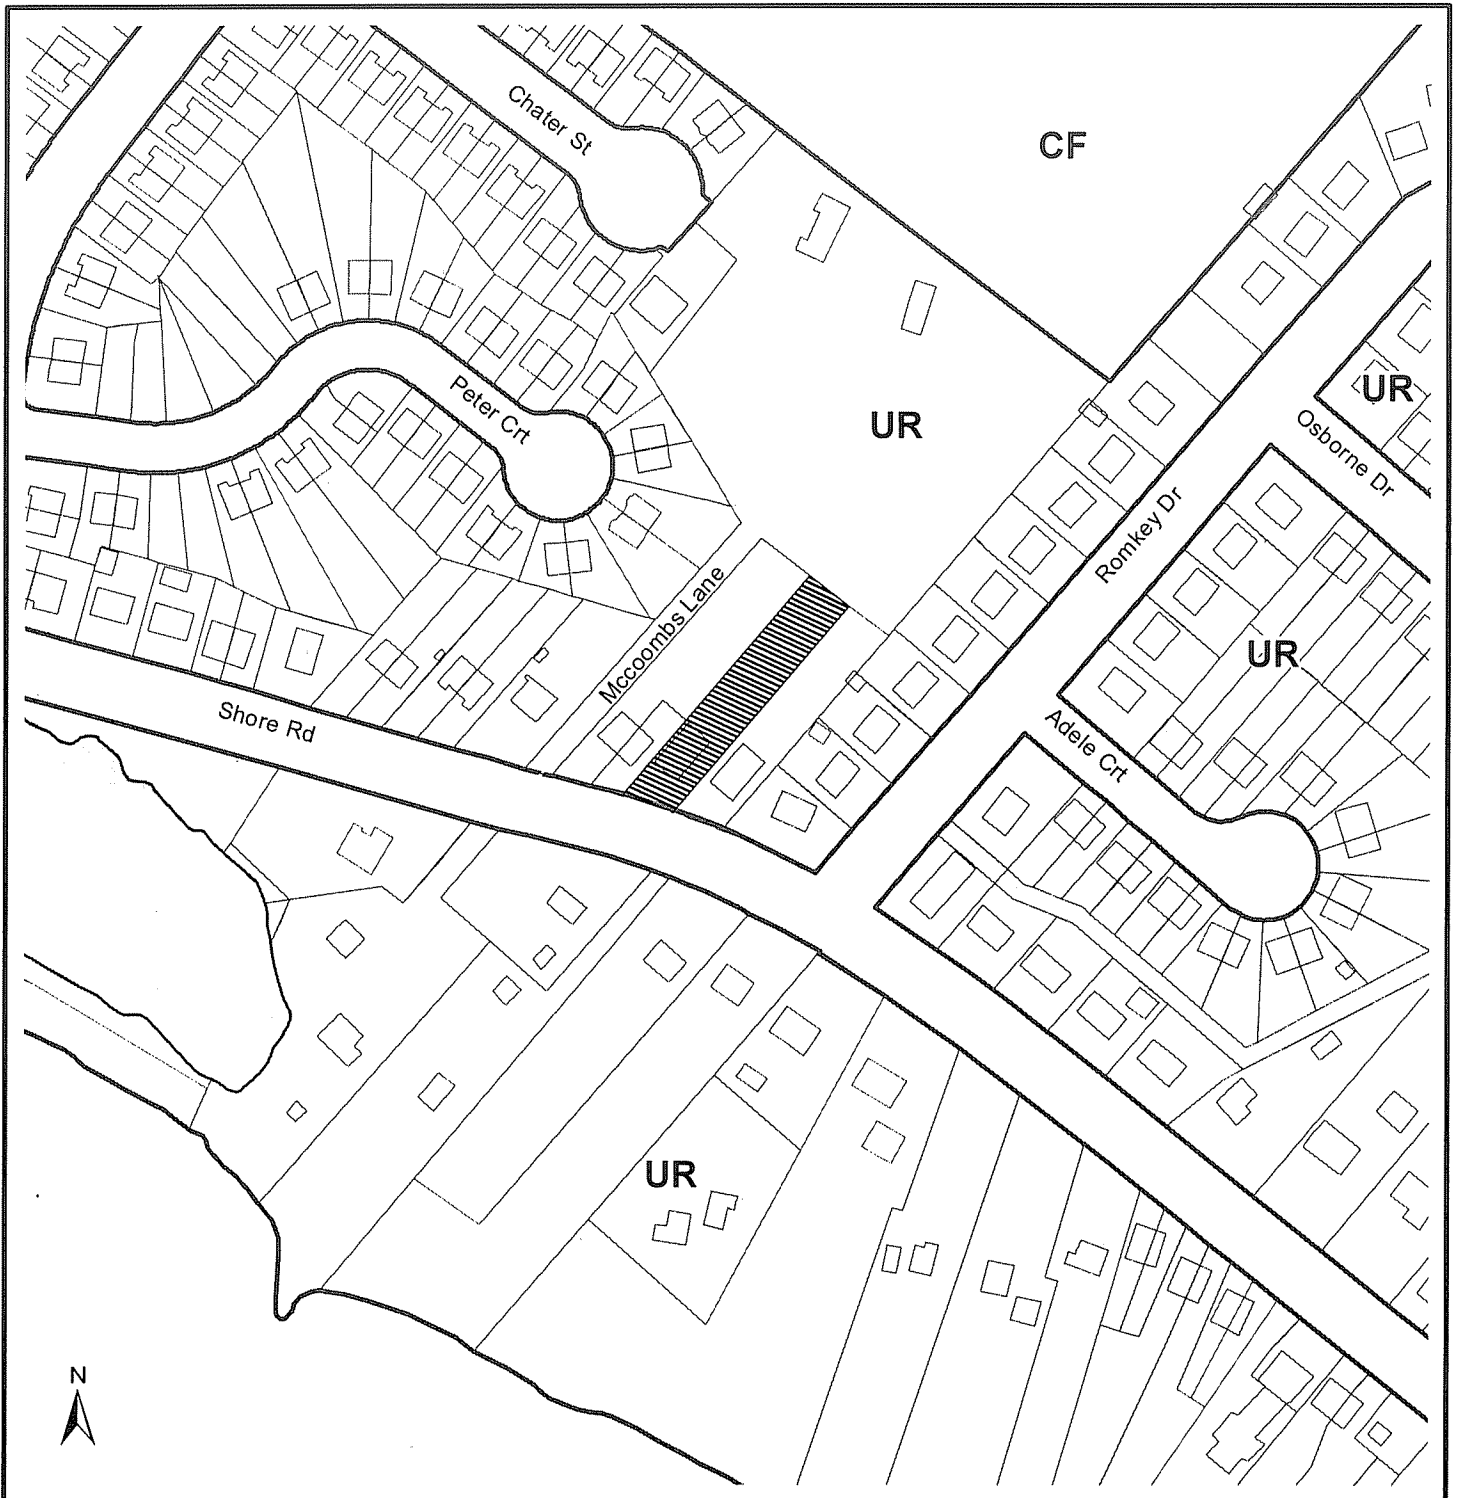 Chater St
CF
UR
Osborne Dr
Peter Crt
UR
Romkey Dr
Mccoombs Lane
UR
Shore Rd
Adele Crt
UR
N